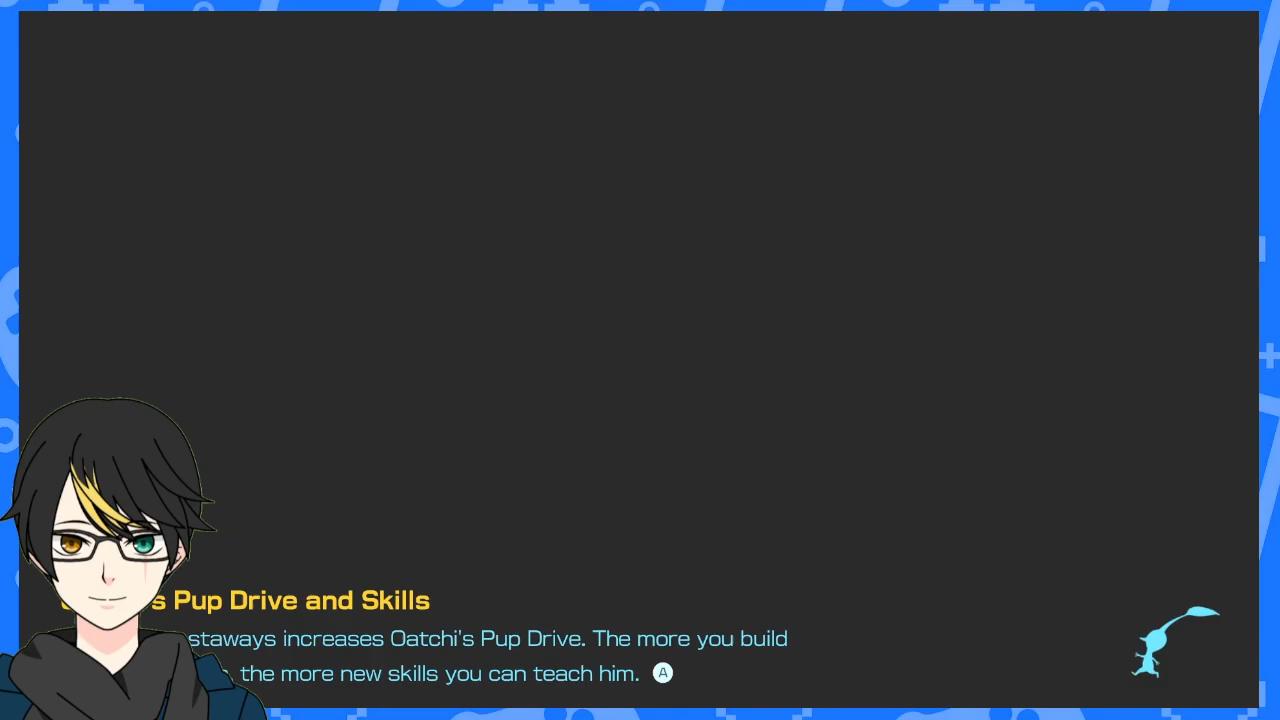 s Pup Drive and Skills
staways increases Oatchi's Pup Drive. The more you build
the more new skills you can teach him. A